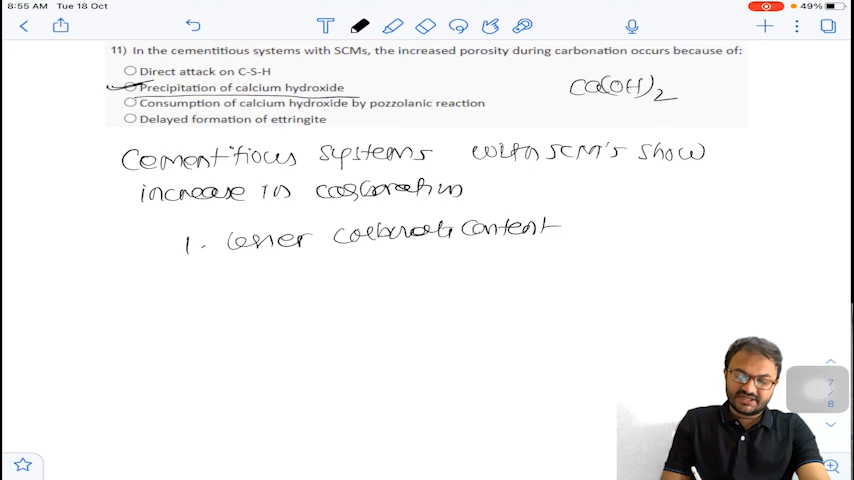 8:55 AM Tue 18 Oct
49%
11) In the cementitious systems with SCMs, the increased porosity during carbonation occurs because of:
Direct attack on C-S-H
Precipitation of calcium hydroxide
Consumption of calcium hydroxide by pozzolanic reaction
Delayed formation of ettringite
Ca(OH)2
Cementitious systems with SCM's show
increase in carbonation
1. content
7
/
8